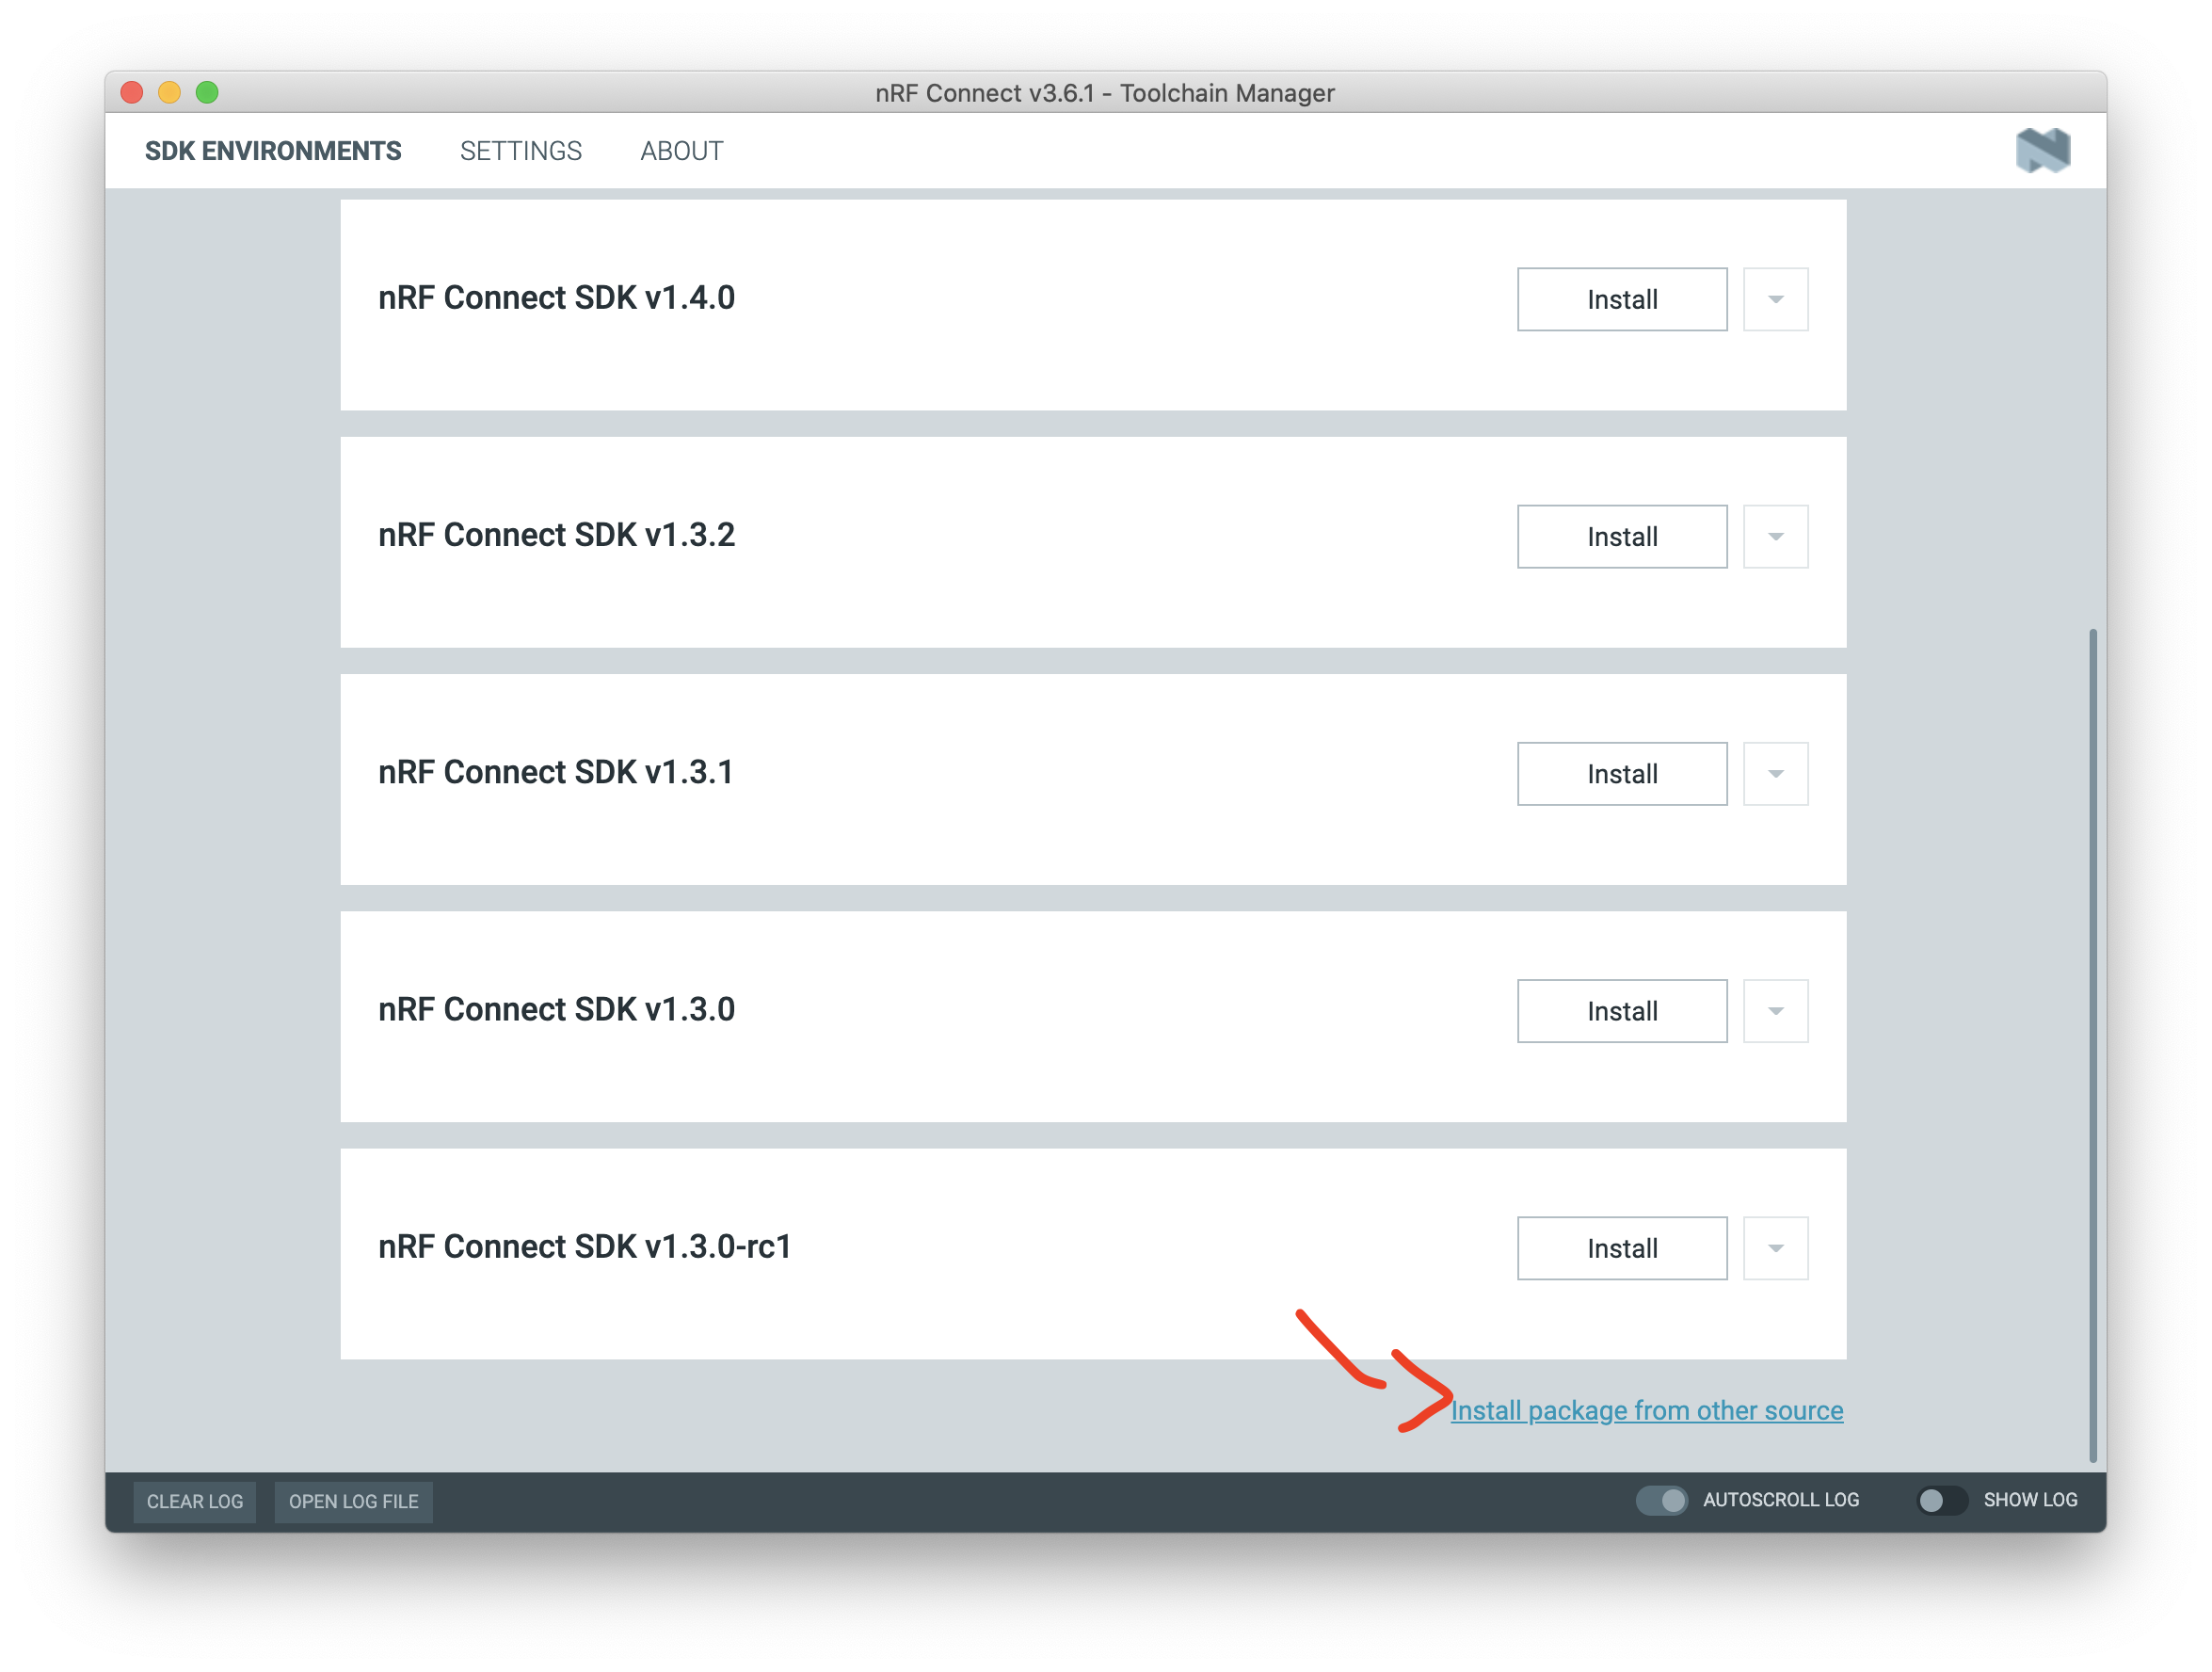 nRF Connect v3.6.1 - Toolchain Manager
SDK ENVIRONMENTS SETTINGS ABOUT
nRF Connect SDK v1.4.0 Install
nRF Connect SDK v1.3.2 Install
nRF Connect SDK v1.3.1 Install
nRF Connect SDK v1.3.0 Install
nRF Connect SDK v1.3.0-rc1 Install
Install package from other source
CLEAR LOG OPEN LOG FILE AUTOSCROLL LOG SHOW LOG